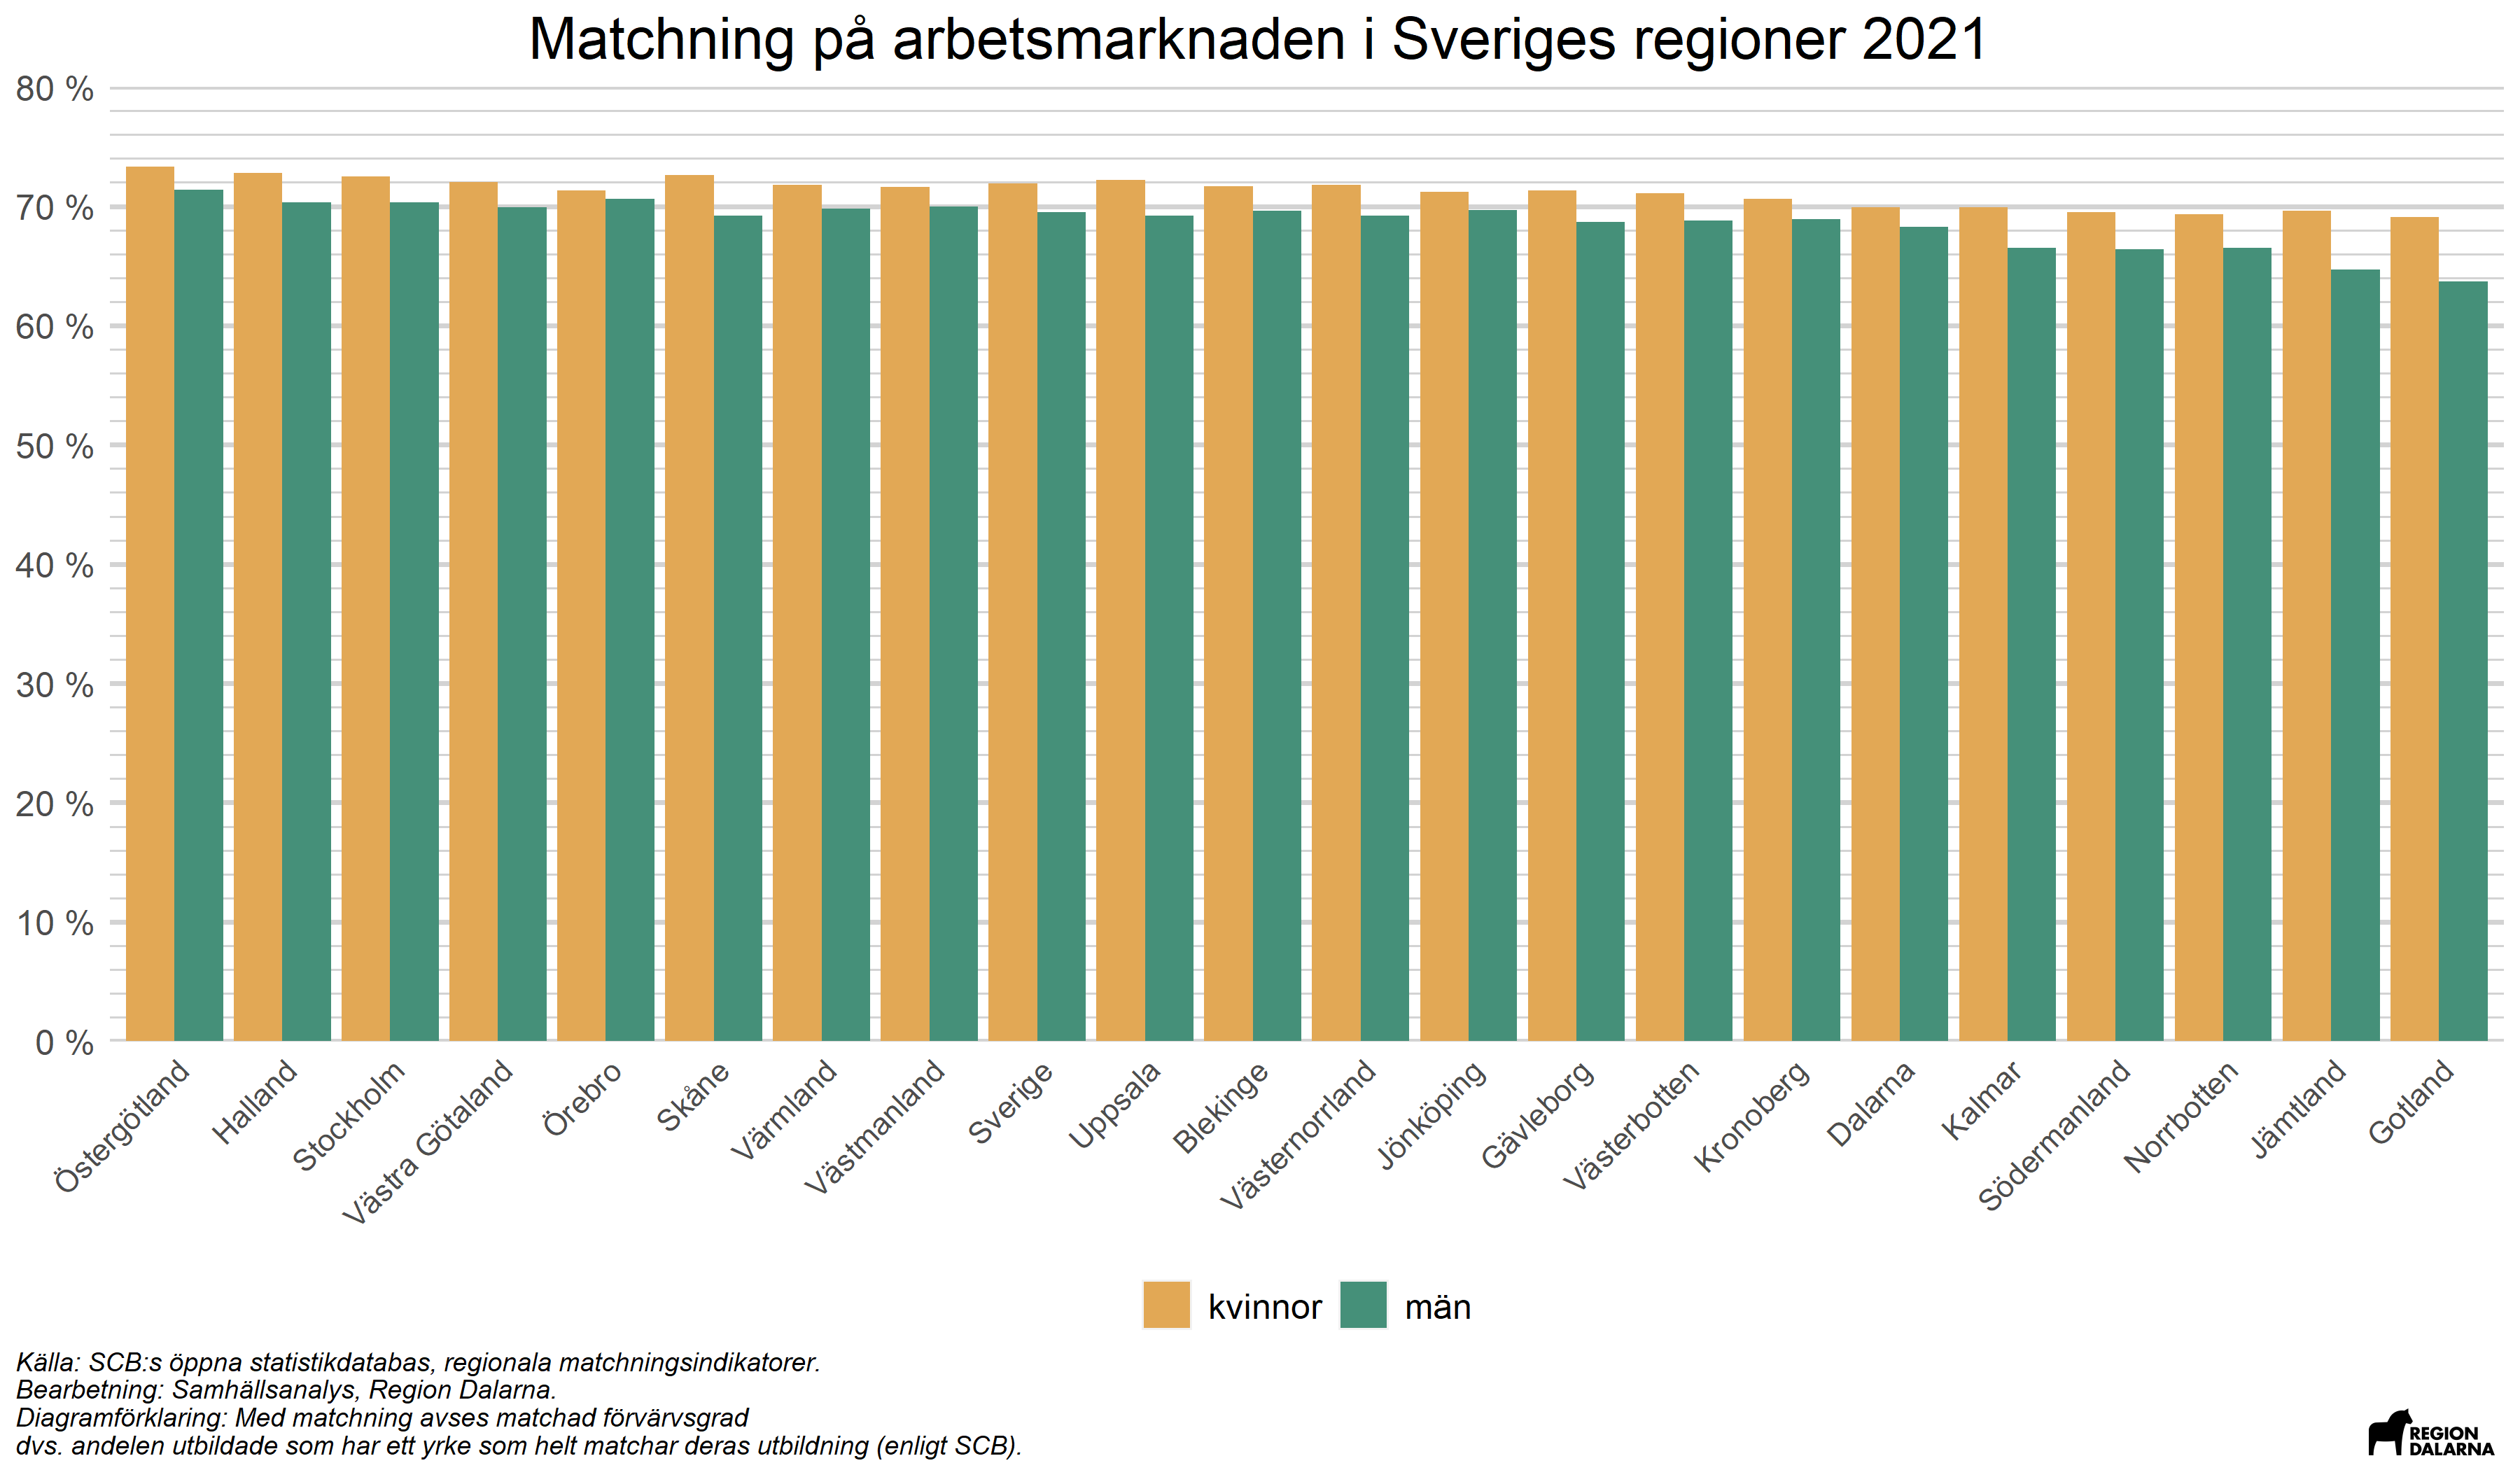 Matchning på arbetsmarknaden i Sveriges regioner 2021
80 %
70 %
60 %
50 %
40 %
30 %
20 %
10 %
0 %
Östergötland
Halland
Stockholm
Västra Götaland
Örebro
Skåne
Värmland
Västmanland
Sverige
Uppsala
Blekinge
Västernorrland
Jönköping
Gävleborg
Västerbotten
Kronoberg
Dalarna
Kalmar
Södermanland
Norrbotten
Jämtland
Gotland
kvinnor
män
Källa: SCB:s öppna statistikdatabas, regionala matchningsindikatorer.
Bearbetning: Samhällsanalys, Region Dalarna.
Diagramförklaring: Med matchning avses matchad förvärvsgrad
dvs. andelen utbildade som har ett yrke som helt matchar deras utbildning (enligt SCB).
REGION
DALARNA